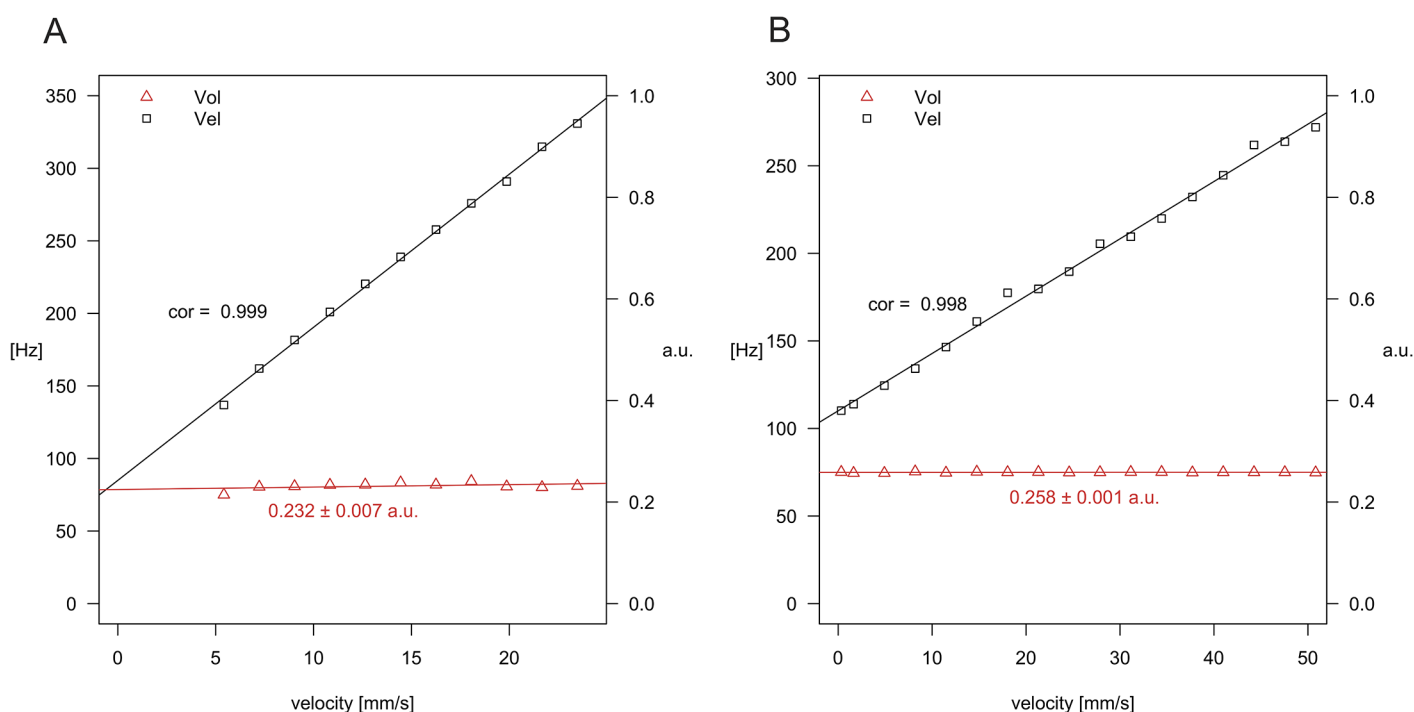 A
350
300
250
200
150
100
50
0
[Hz]
Vol
Vel
cor = 0.999
0.232 ± 0.007 a.u.
1.0
0.8
0.6
0.4
0.2
0.0
a.u.
0 5 10 15 20
velocity [mm/s]
B
300
250
200
150
100
50
0
[Hz]
Vol
Vel
cor = 0.998
0.258 ± 0.001 a.u.
1.0
0.8
0.6
0.4
0.2
0.0
a.u.
0 10 20 30 40 50
velocity [mm/s]